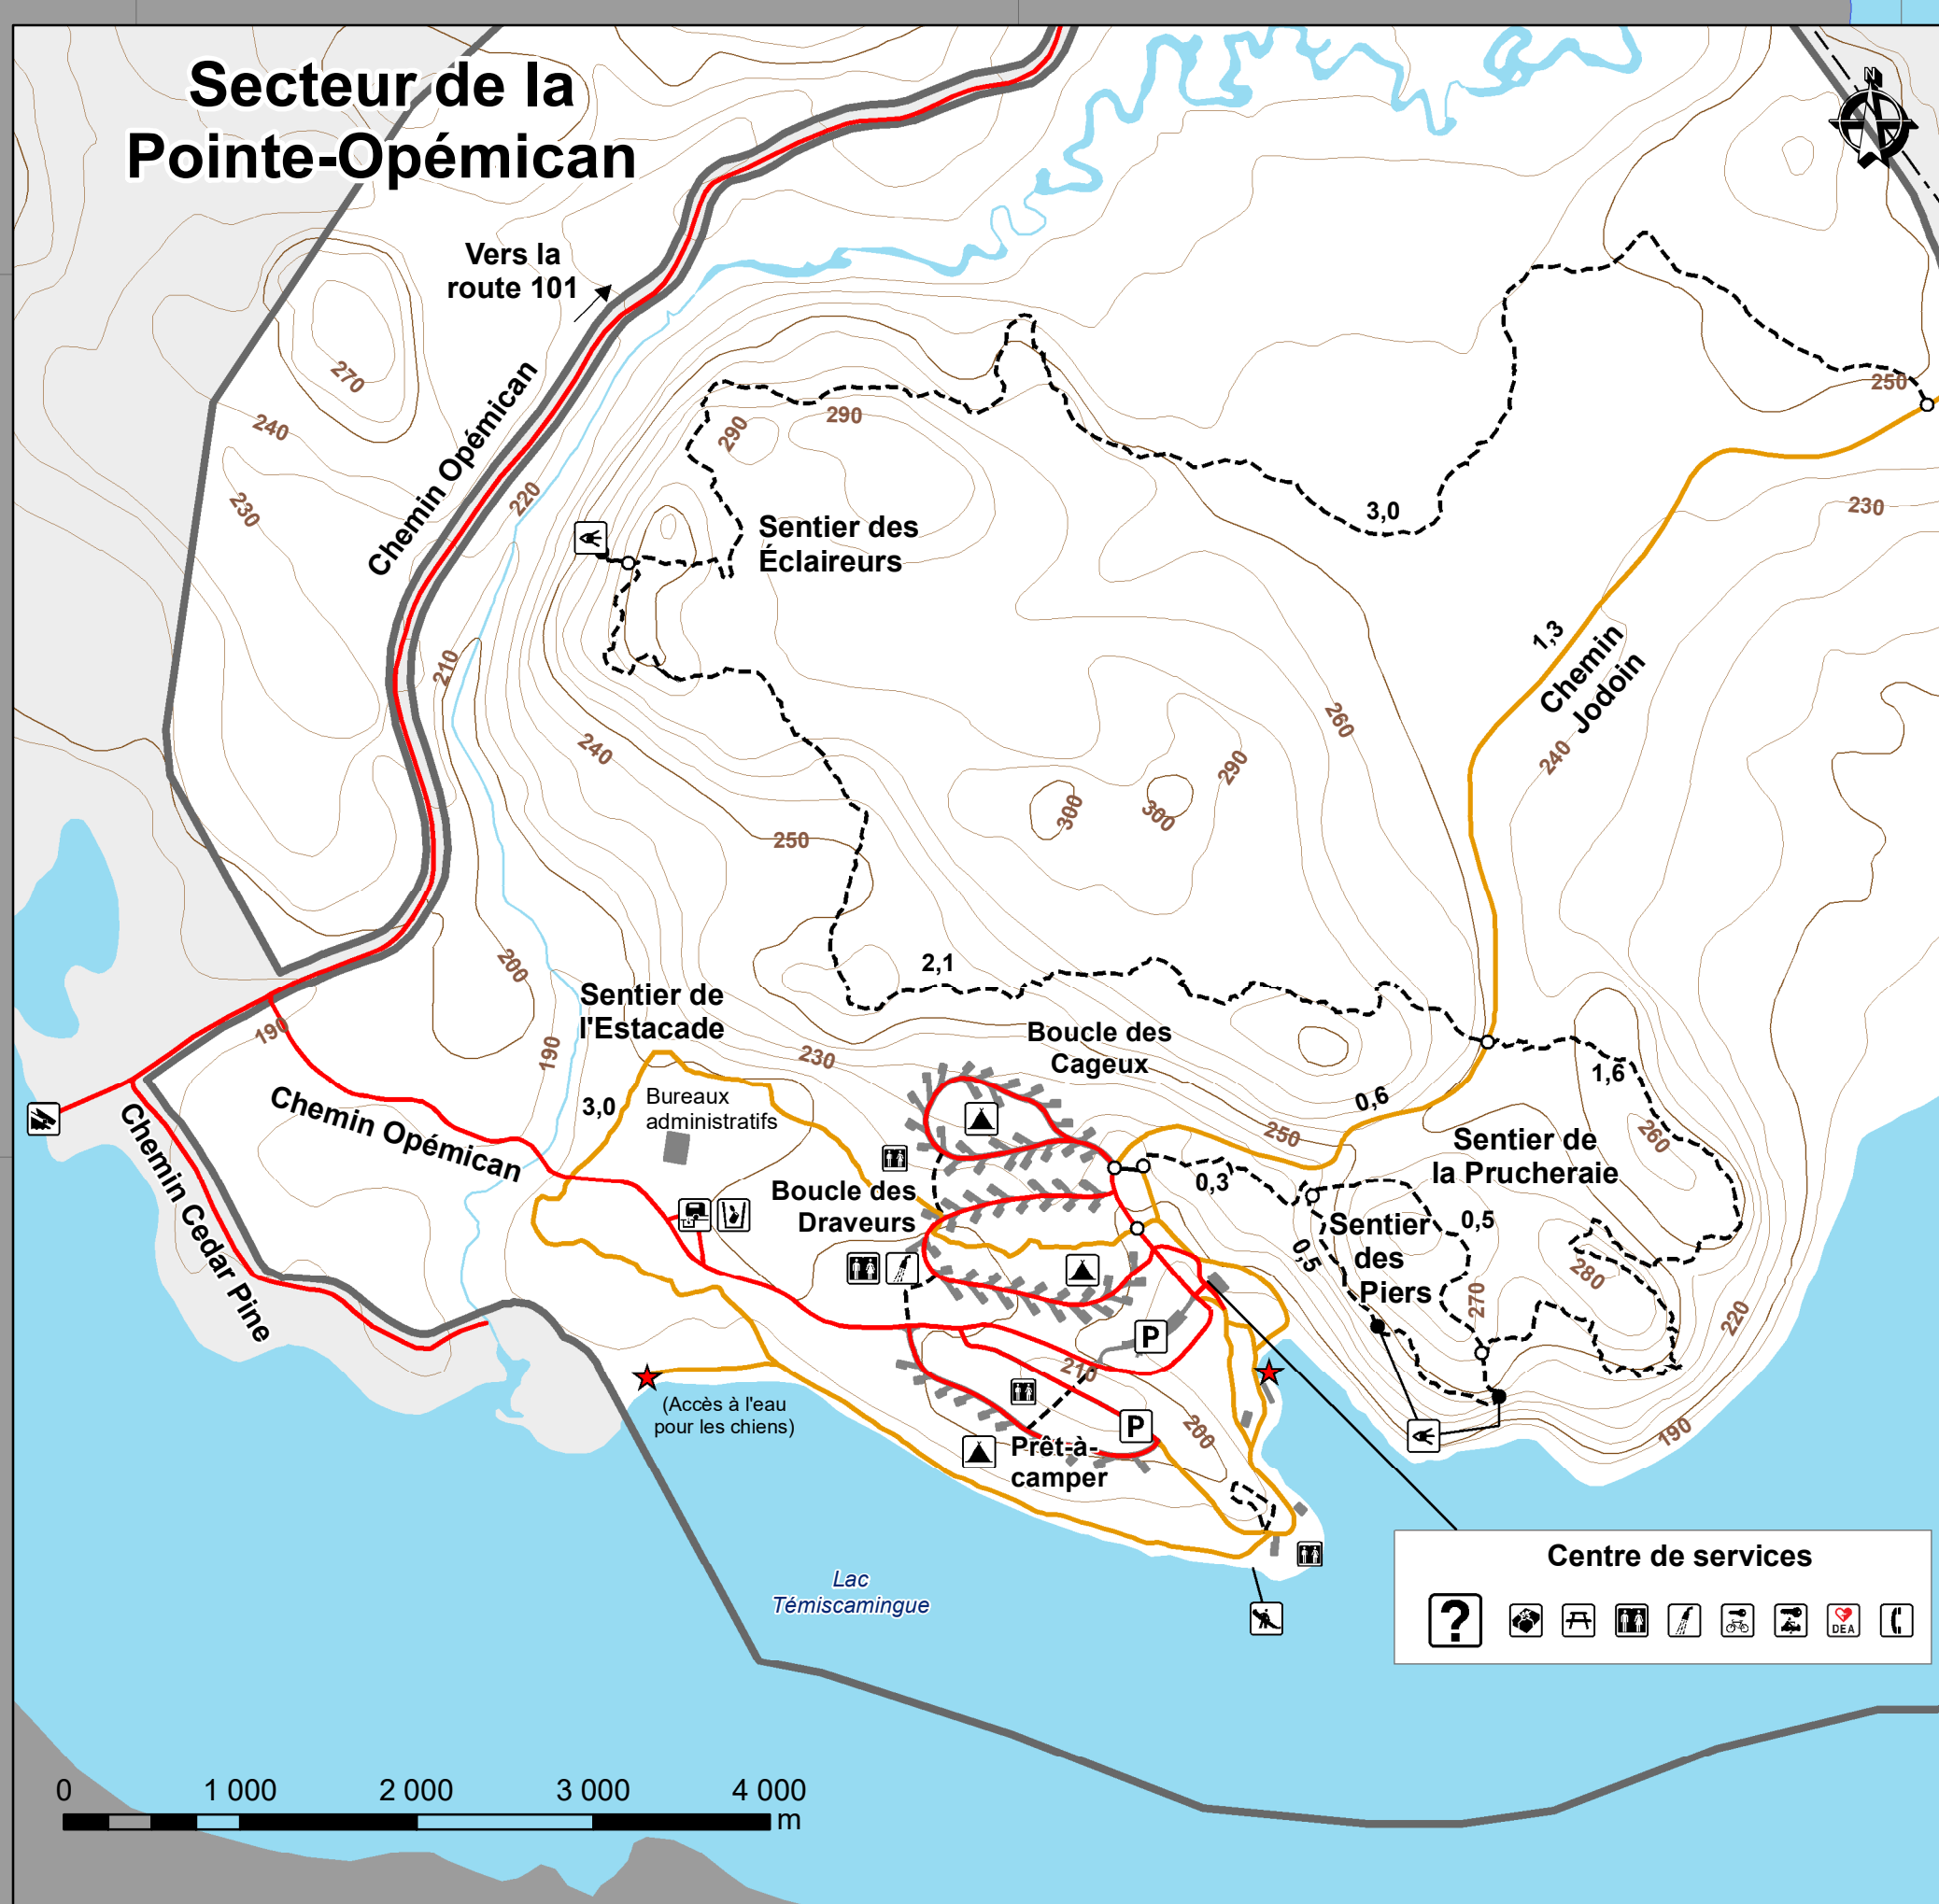 Secteur de la
Pointe-Opémican
N
Vers la
route 101
Chemin Opémican
270
240
230
220
210
290
290
250
230
3,0
Sentier des
Éclaireurs
1,3
Chemin
Jodoin
240
260
290
300
300
240
250
200
190
190
2,1
Sentier de
l'Estacade
230
Boucle des
Cageux
3,0
Bureaux
administratifs
Chemin Opémican
Chemin Cedar Pine
0,6
250
1,6
260
Sentier de
la Prucheraie
0,3
Boucle des
Draveurs
Sentier
des
Piers
0,5
0,5
270
280
220
190
P
210
P
200
(Accès à l'eau
pour les chiens)
Prêt-à-
camper
Lac
Témiscamingue
Centre de services
?
DEA
0 1 000 2 000 3 000 4 000
m